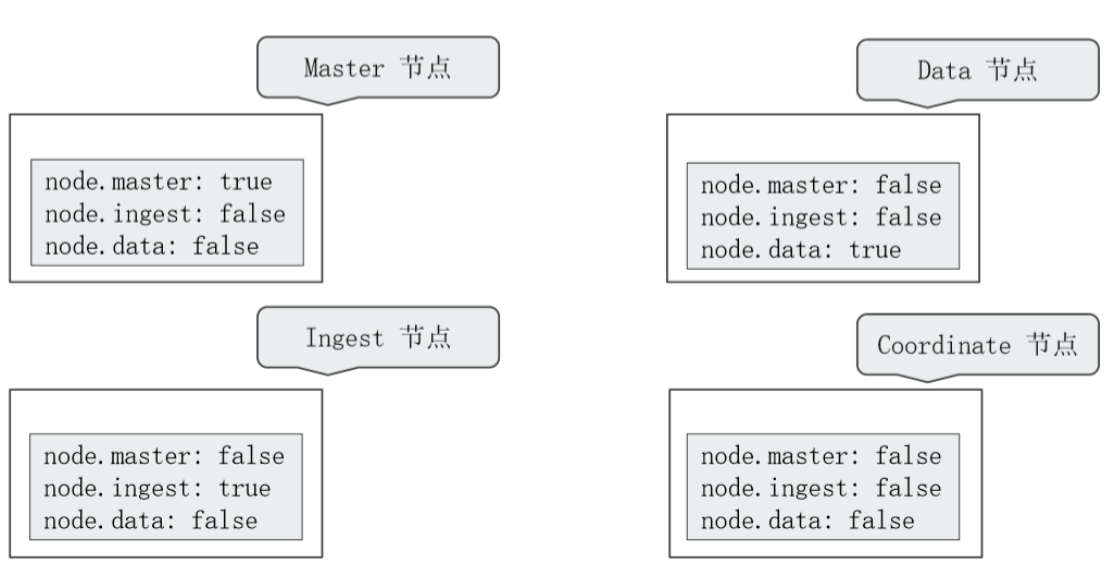 Master 节点
node.master: true
node.ingest: false
node.data: false
Data 节点
node.master: false
node.ingest: false
node.data: true
Ingest 节点
node.master: false
node.ingest: true
node.data: false
Coordinate 节点
node.master: false
node.ingest: false
node.data: false